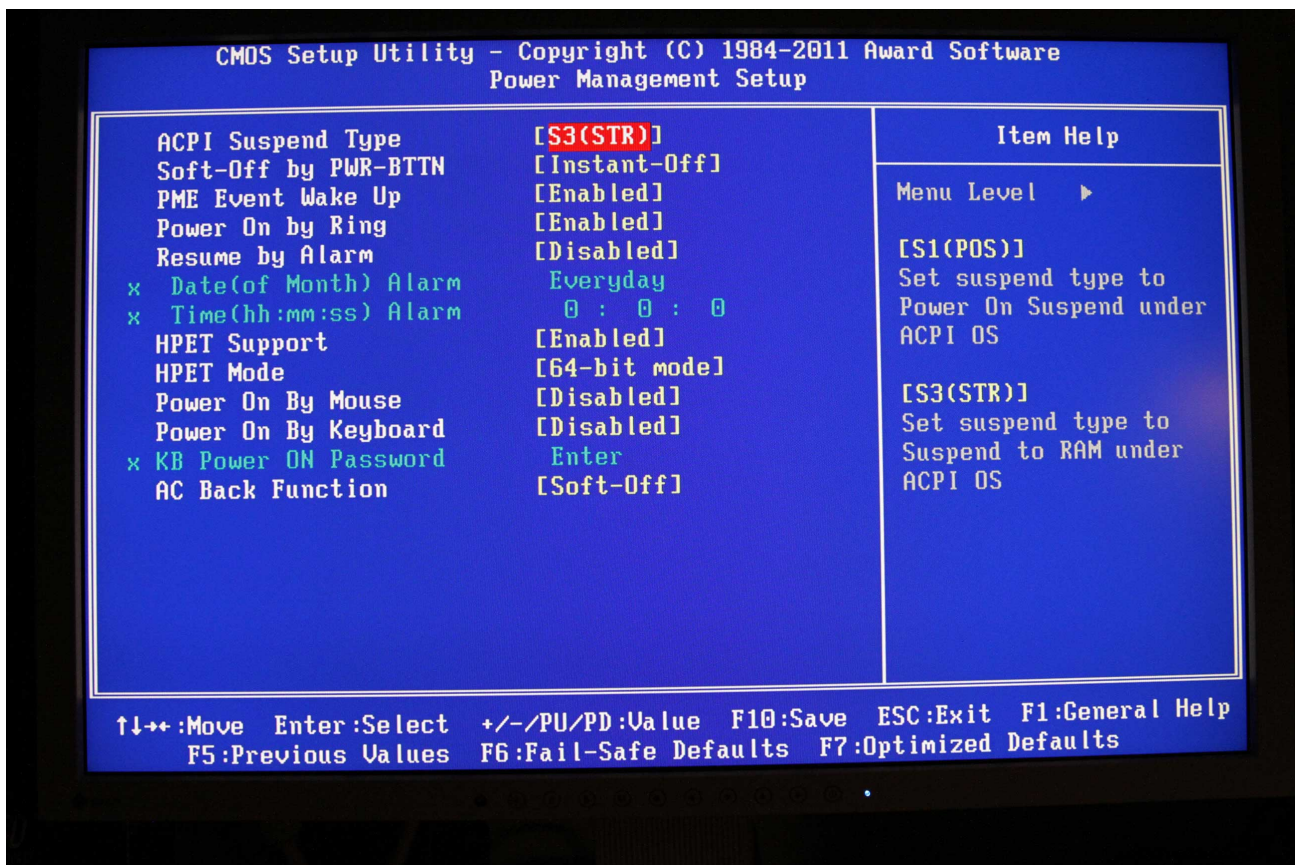 CMOS Setup Utility - Copyright (C) 1984-2011 Award Software
Power Management Setup
ACPI Suspend Type [S3(STR)]
Soft-Off by PWR-BTTN [Instant-Off]
PME Event Wake Up [Enabled]
Power On by Ring [Enabled]
Resume by Alarm [Disabled]
x Date(of Month) Alarm Everyday
x Time(hh:mm:ss) Alarm 0 : 0 : 0
HPET Support [Enabled]
HPET Mode [64-bit mode]
Power On By Mouse [Disabled]
Power On By Keyboard [Disabled]
x KB Power ON Password Enter
AC Back Function [Soft-Off]
Item Help
Menu Level ▶
[S1(POS)]
Set suspend type to
Power On Suspend under
ACPI OS
[S3(STR)]
Set suspend type to
Suspend to RAM under
ACPI OS
↑↓→←:Move Enter:Select +/-/PU/PD:Value F10:Save ESC:Exit F1:General Help
F5:Previous Values F6:Fail-Safe Defaults F7:Optimized Defaults